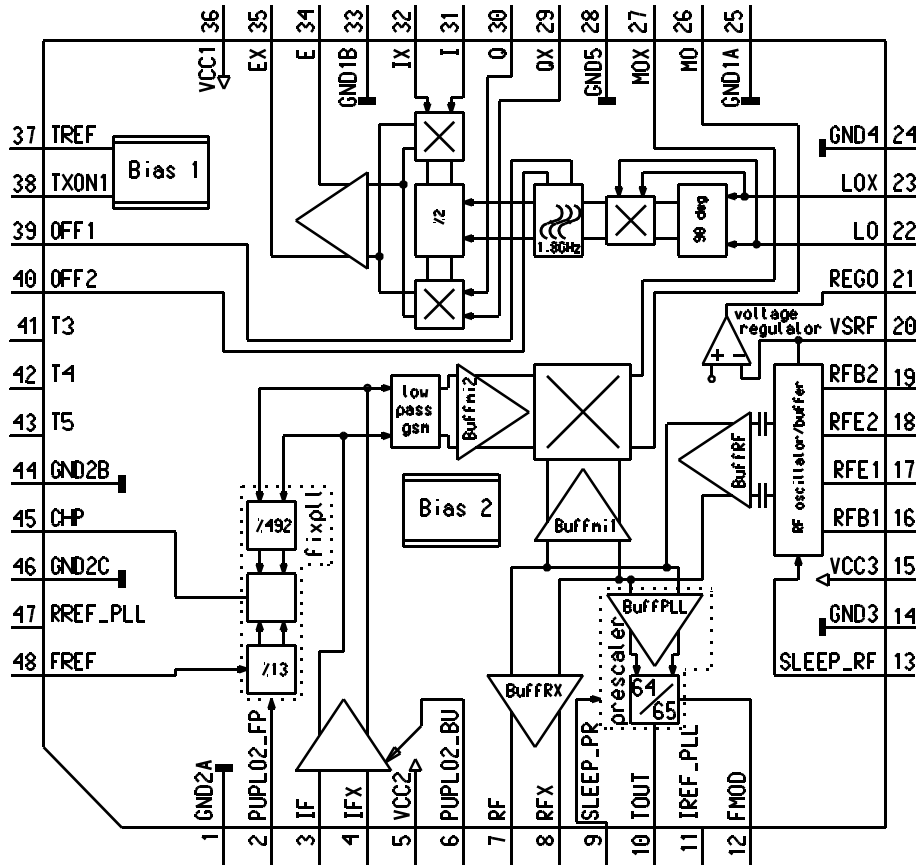 36 35 34 33 32 31 30 29 28 27 26 25
VCC1 EX E GND1B IX I Q QX GND5 MOX MO GND1A
37 TREF
38 TXON1
39 OFF1
40 OFF2
41 T3
42 T4
43 T5
44 GND2B
45 CHP
46 GND2C
47 RREF_PLL
48 FREF
Bias 1
%2
1.8GHz
90 deg
GND4 24
LOX 23
LO 22
REGO 21
VSRF 20
RFB2 19
RFE2 18
RFE1 17
RFB1 16
VCC3 15
GND3 14
SLEEP_RF 13
voltage
regulalor
+ -
low
pass
gsm
Buffmi2
BuffRF
RF oscillalor/buffer
Bias 2
Buffmi1
%492
fixpll
%13
BuffPLL
prescaler
64
/
65
BuffRX
GND2A PUPLO2_FP IF IFX VCC2 PUPLO2_BU RF RFX SLEEP_PR TOUT IREF_PLL FMOD
1 2 3 4 5 6 7 8 9 10 11 12